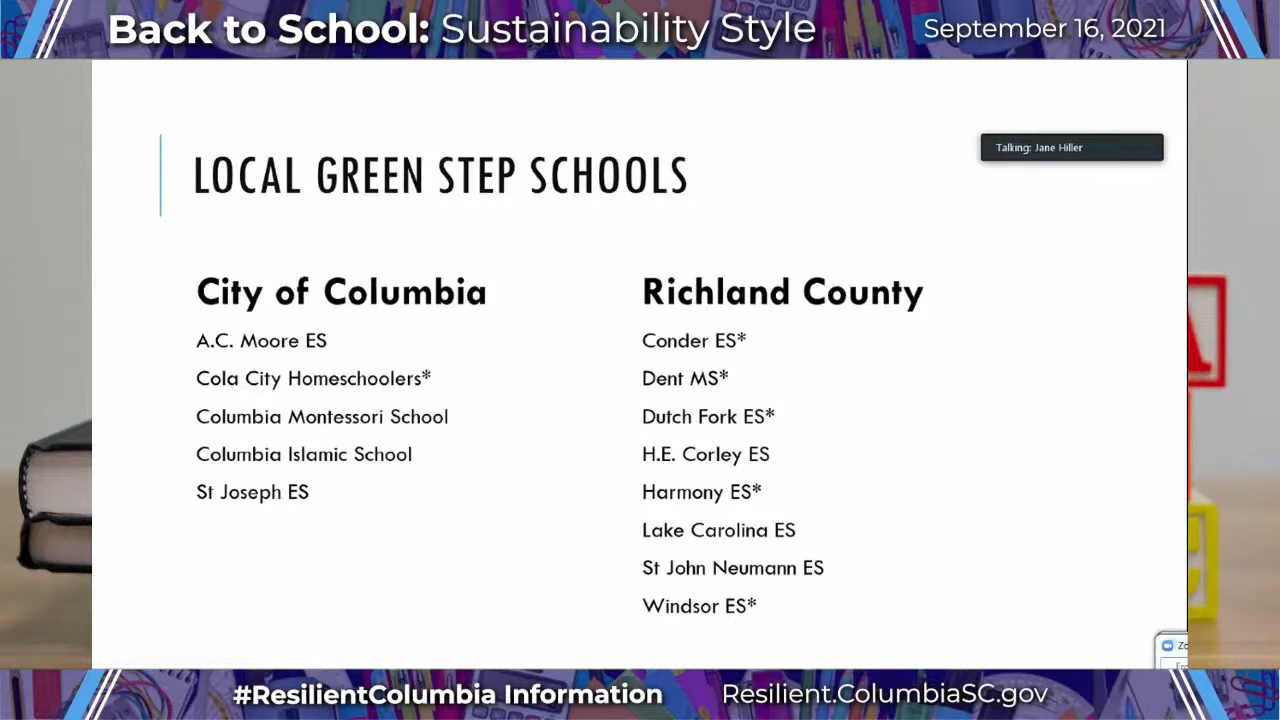 Back to School: Sustainability Style
September 16, 2021
Talking: Jane Hiller
LOCAL GREEN STEP SCHOOLS
City of Columbia
A.C. Moore ES
Cola City Homeschoolers*
Columbia Montessori School
Columbia Islamic School
St Joseph ES
Richland County
Conder ES*
Dent MS*
Dutch Fork ES*
H.E. Corley ES
Harmony ES*
Lake Carolina ES
St John Neumann ES
Windsor ES*
#ResilientColumbia Information
Resilient.ColumbiaSC.gov